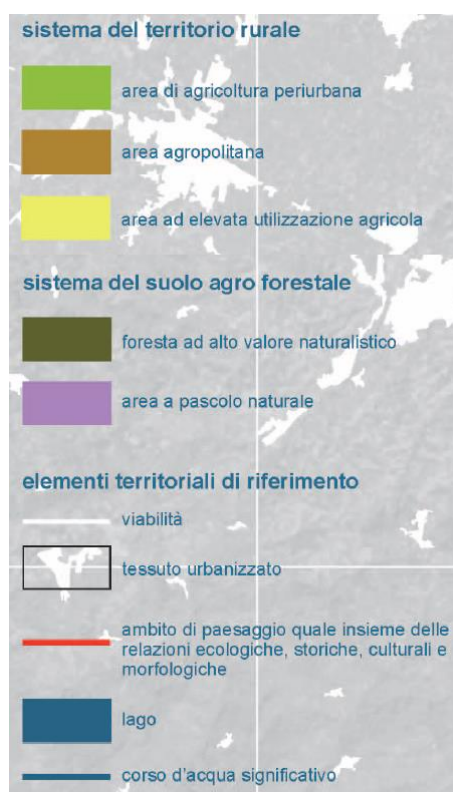 sistema del territorio rurale
area di agricoltura periurbana
area agropolitana
area ad elevata utilizzazione agricola
sistema del suolo agro forestale
foresta ad alto valore naturalistico
area a pascolo naturale
elementi territoriali di riferimento
viabilità
tessuto urbanizzato
ambito di paesaggio quale insieme delle
relazioni ecologiche, storiche, culturali e
morfologiche
lago
corso d'acqua significativo